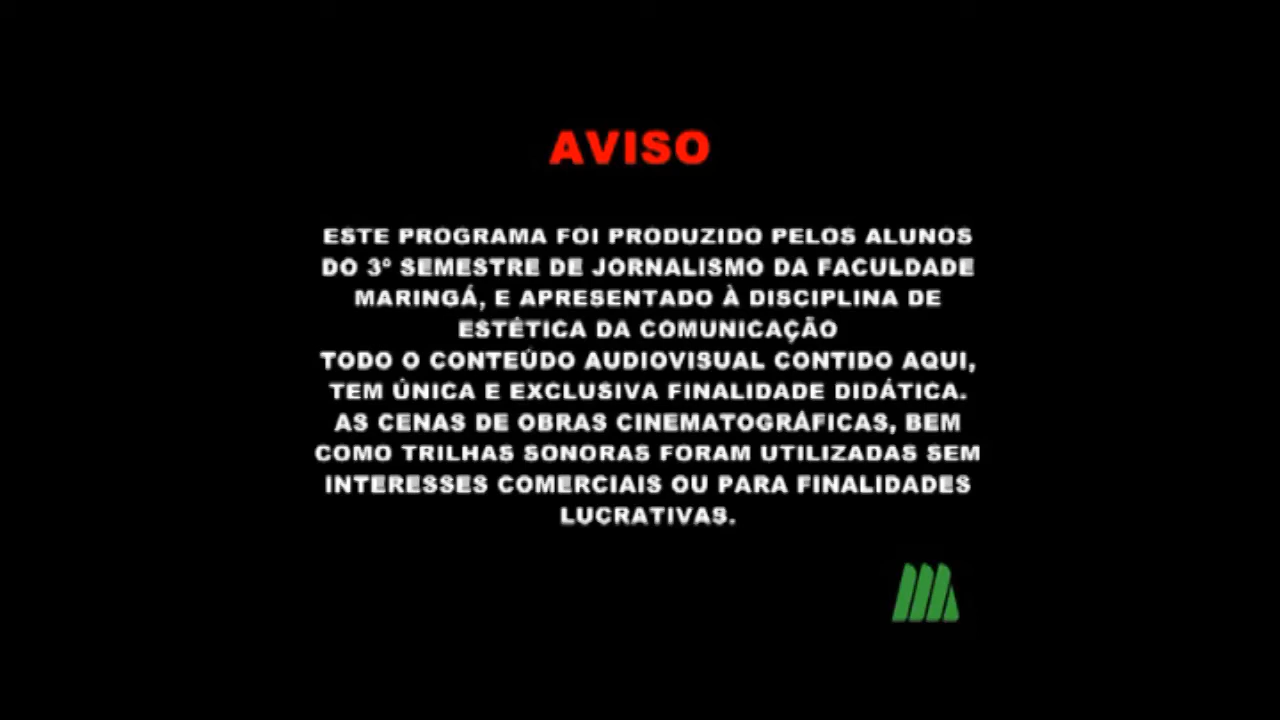 AVISO
ESTE PROGRAMA FOI PRODUZIDO PELOS ALUNOS
DO 3º SEMESTRE DE JORNALISMO DA FACULDADE
MARINGÁ, E APRESENTADO À DISCIPLINA DE
ESTÉTICA DA COMUNICAÇÃO
TODO O CONTEÚDO AUDIOVISUAL CONTIDO AQUI,
TEM ÚNICA E EXCLUSIVA FINALIDADE DIDÁTICA.
AS CENAS DE OBRAS CINEMATOGRÁFICAS, BEM
COMO TRILHAS SONORAS FORAM UTILIZADAS SEM
INTERESSES COMERCIAIS OU PARA FINALIDADES
LUCRATIVAS.